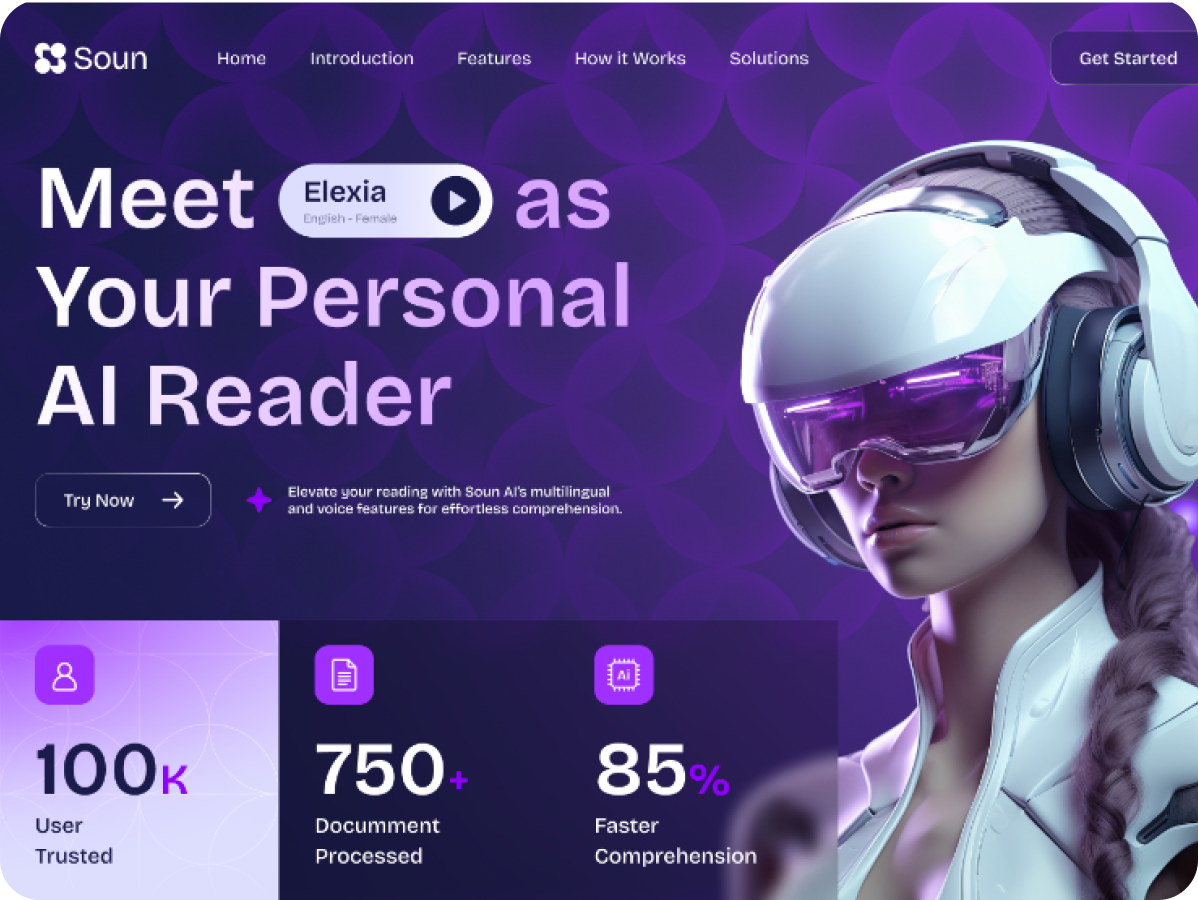 Soun
Home Introduction Features How it Works Solutions
Get Started
Meet Elexia as
English - Female
Your Personal
AI Reader
Try Now
Elevate your reading with Soun AI's multilingual
and voice features for effortless comprehension.
100K
User
Trusted
750+
Documment
Processed
Ai
85%
Faster
Comprehension